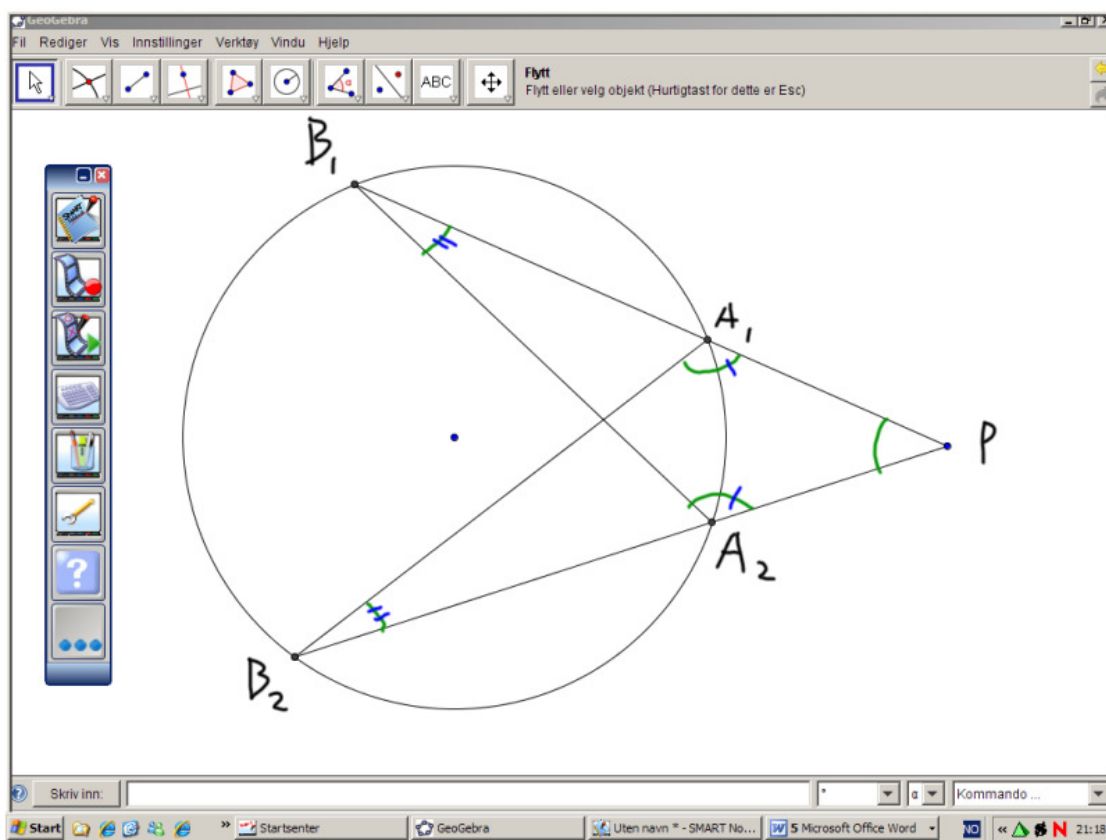 GeoGebra
Fil Rediger Vis Innstillinger Verktøy Vindu Hjelp
ABC
Flytt
Flytt eller velg objekt (Hurtigtast for dette er Esc)
B1
A1
P
A2
B2
Skriv inn:
° α Kommando ...
Start » Startsenter GeoGebra Uten navn * - SMART No... 5 Microsoft Office Word NO « N 21:18